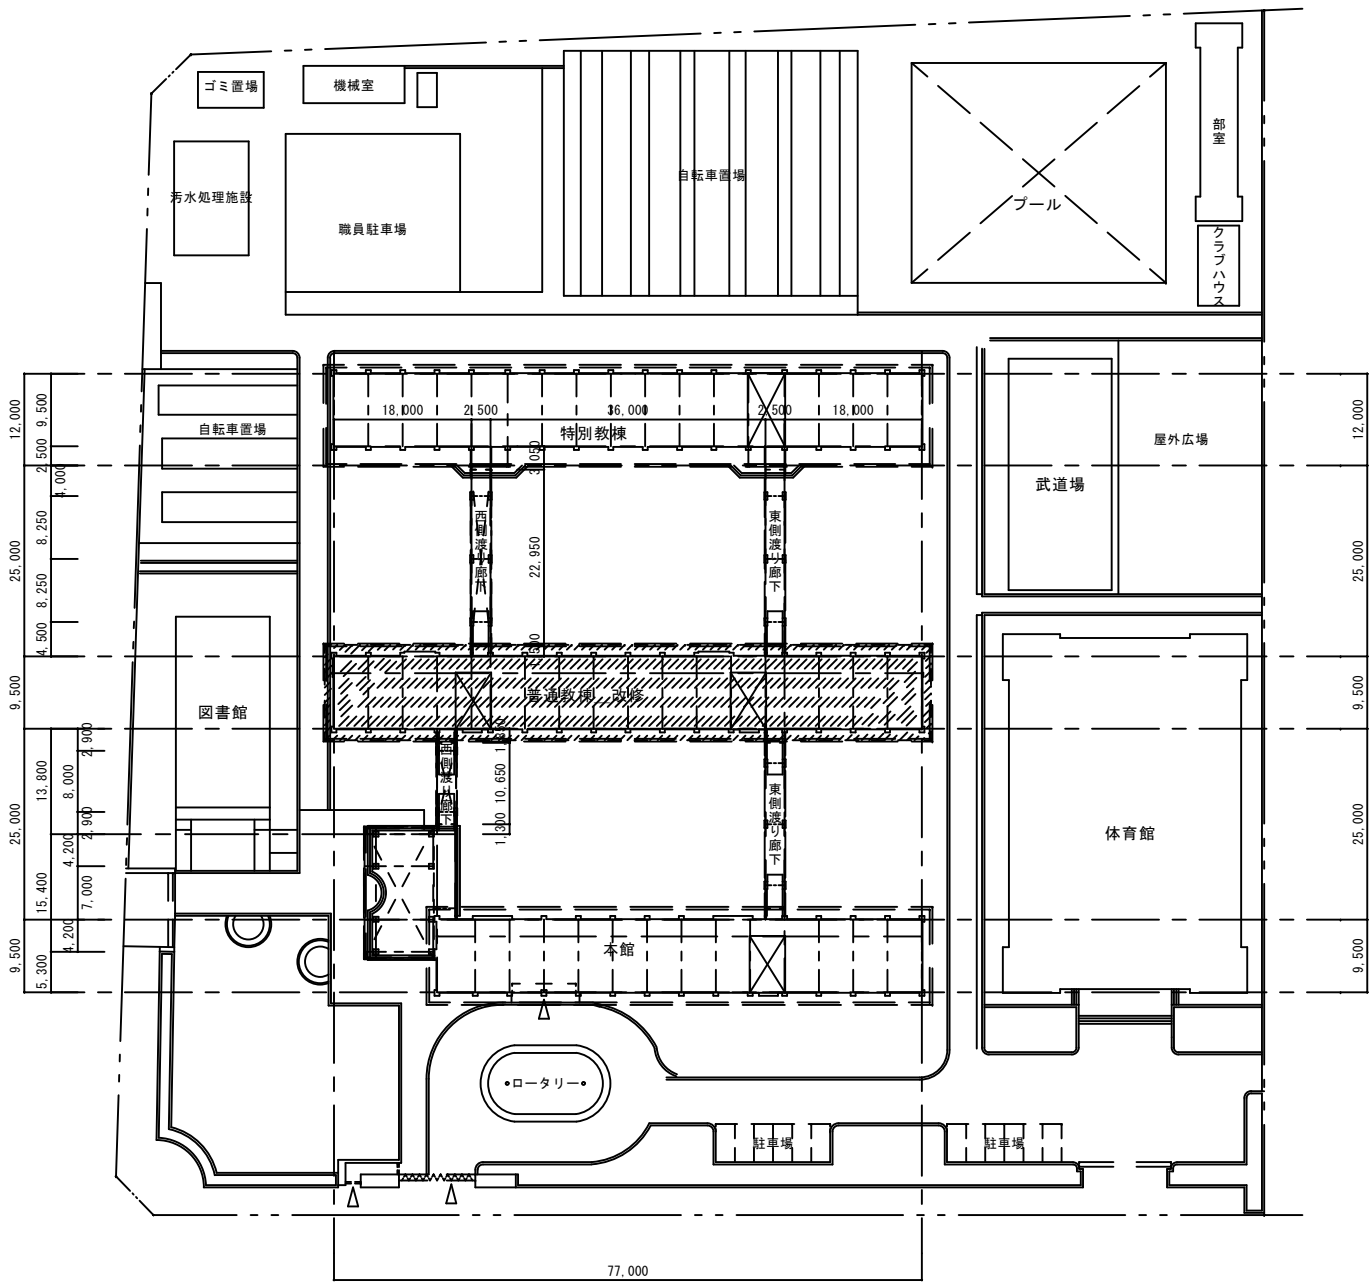 ゴミ置場
機械室
部室
汚水処理施設
職員駐車場
自転車置場
プール
クラブハウス
18,000
2,500
36,000
2,500
18,000
特別教棟
自転車置場
屋外広場
武道場
12,000
9,500
2,500
4,000
25,000
8,250
8,250
4,500
9,500
3,050
22,950
西側渡り廊下
東側渡り廊下
12,000
25,000
9,500
25,000
9,500
普通教棟 改修
図書館
2,900
13,800
8,000
25,000
2,900
4,200
15,400
7,000
4,200
9,500
5,300
西側渡り廊下
10,650
1,300
東側渡り廊下
体育館
本館
ロータリー
駐車場
駐車場
77,000